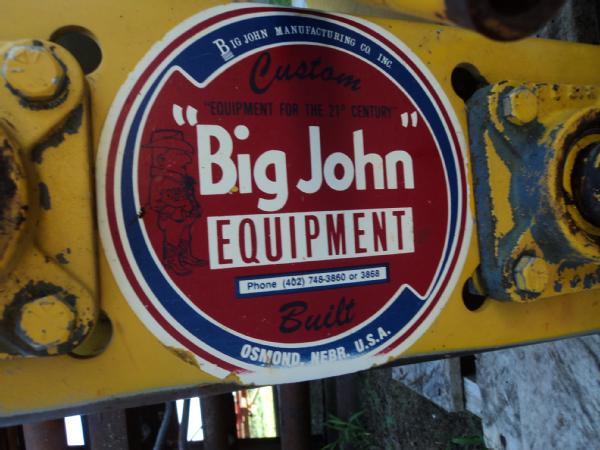 BIG JOHN MANUFACTURING CO. INC.
Custom
"EQUIPMENT FOR THE 21st CENTURY"
"Big John"
EQUIPMENT
Phone (402) 748-3860 or 3868
Built
OSMOND, NEBR. U.S.A.